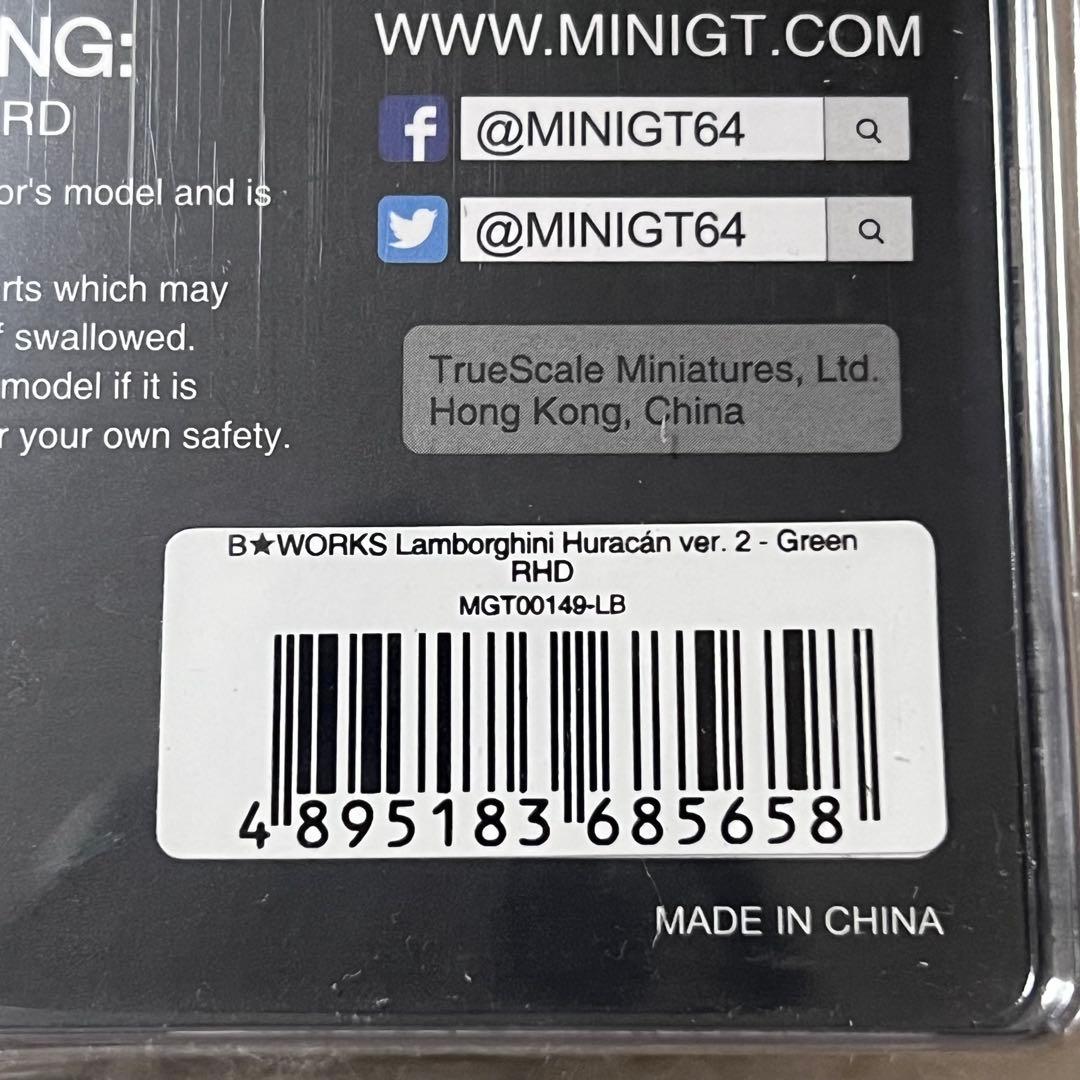 NG:
RD
or's model and is
rts which may
f swallowed.
model if it is
r your own safety.
WWW.MINIGT.COM
f @MINIGT64
@MINIGT64
TrueScale Miniatures, Ltd.
Hong Kong, China
B★WORKS Lamborghini Huracán ver. 2 - Green
RHD
MGT00149-LB
4 895183 685658
MADE IN CHINA